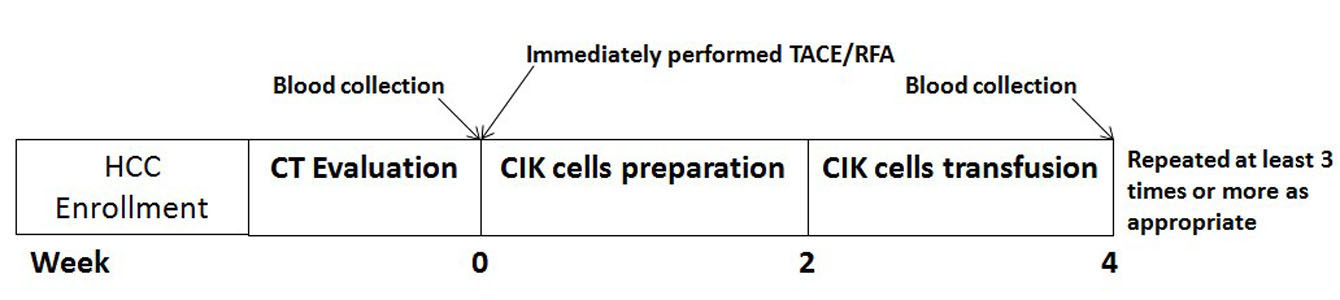 Immediately performed TACE/RFA
Blood collection
Blood collection
HCC
Enrollment
CT Evaluation
CIK cells preparation
CIK cells transfusion
Repeated at least 3
times or more as
appropriate
Week
0
2
4